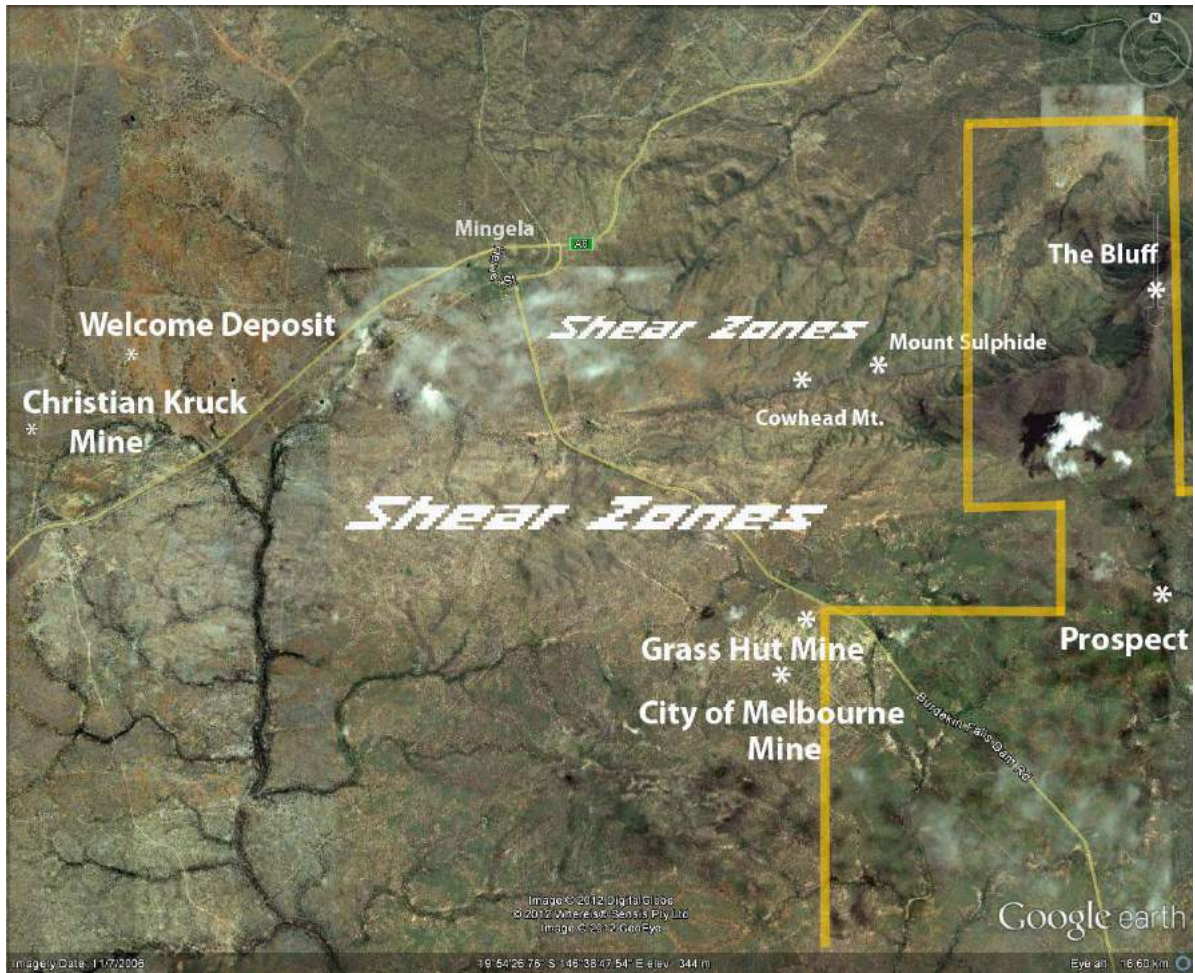 N
Mingela
A6
The Bluff
Welcome Deposit
Shear Zones
Mount Sulphide
Christian Kruck
Mine
Cowhead Mt.
Shear Zones
Prospect
Grass Hut Mine
City of Melbourne
Mine
Burdekin Falls Dam Rd
Image © 2012 DigitalGlobe
© 2012 Whereis® Sensis Pty Ltd
Image © 2012 GeoEye
Google earth
Imagery Date: 11/7/2006
19°54'26.76" S 146°38'47.54" E elev 344 m
Eye alt 16.60 km